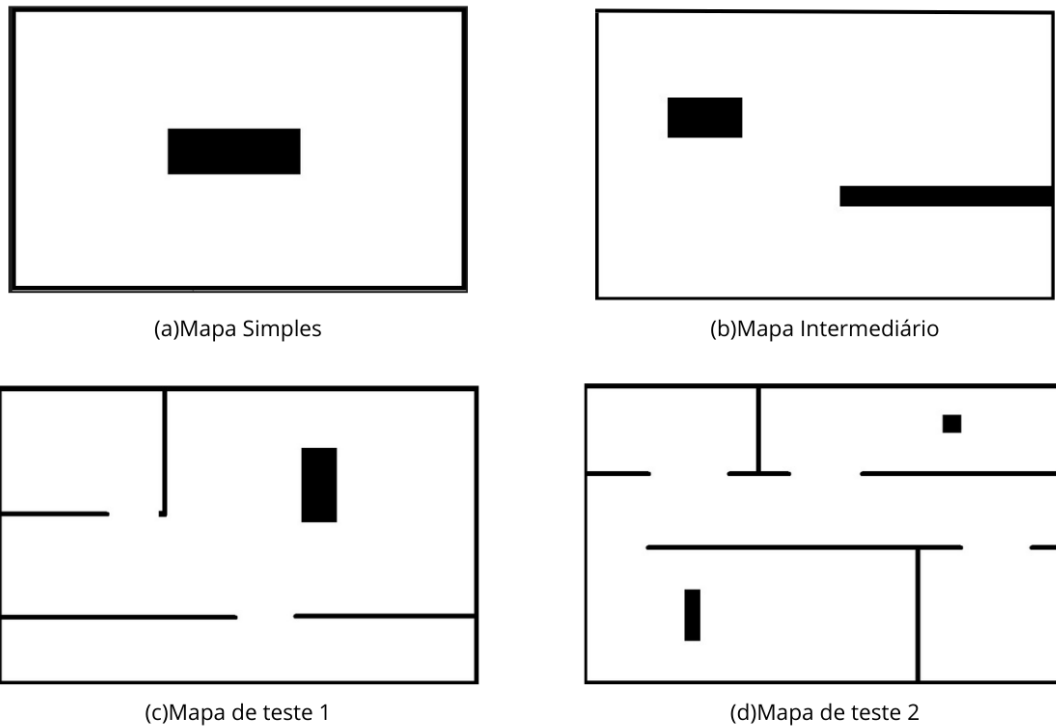 (a)Mapa Simples
(b)Mapa Intermediário
(c)Mapa de teste 1
(d)Mapa de teste 2